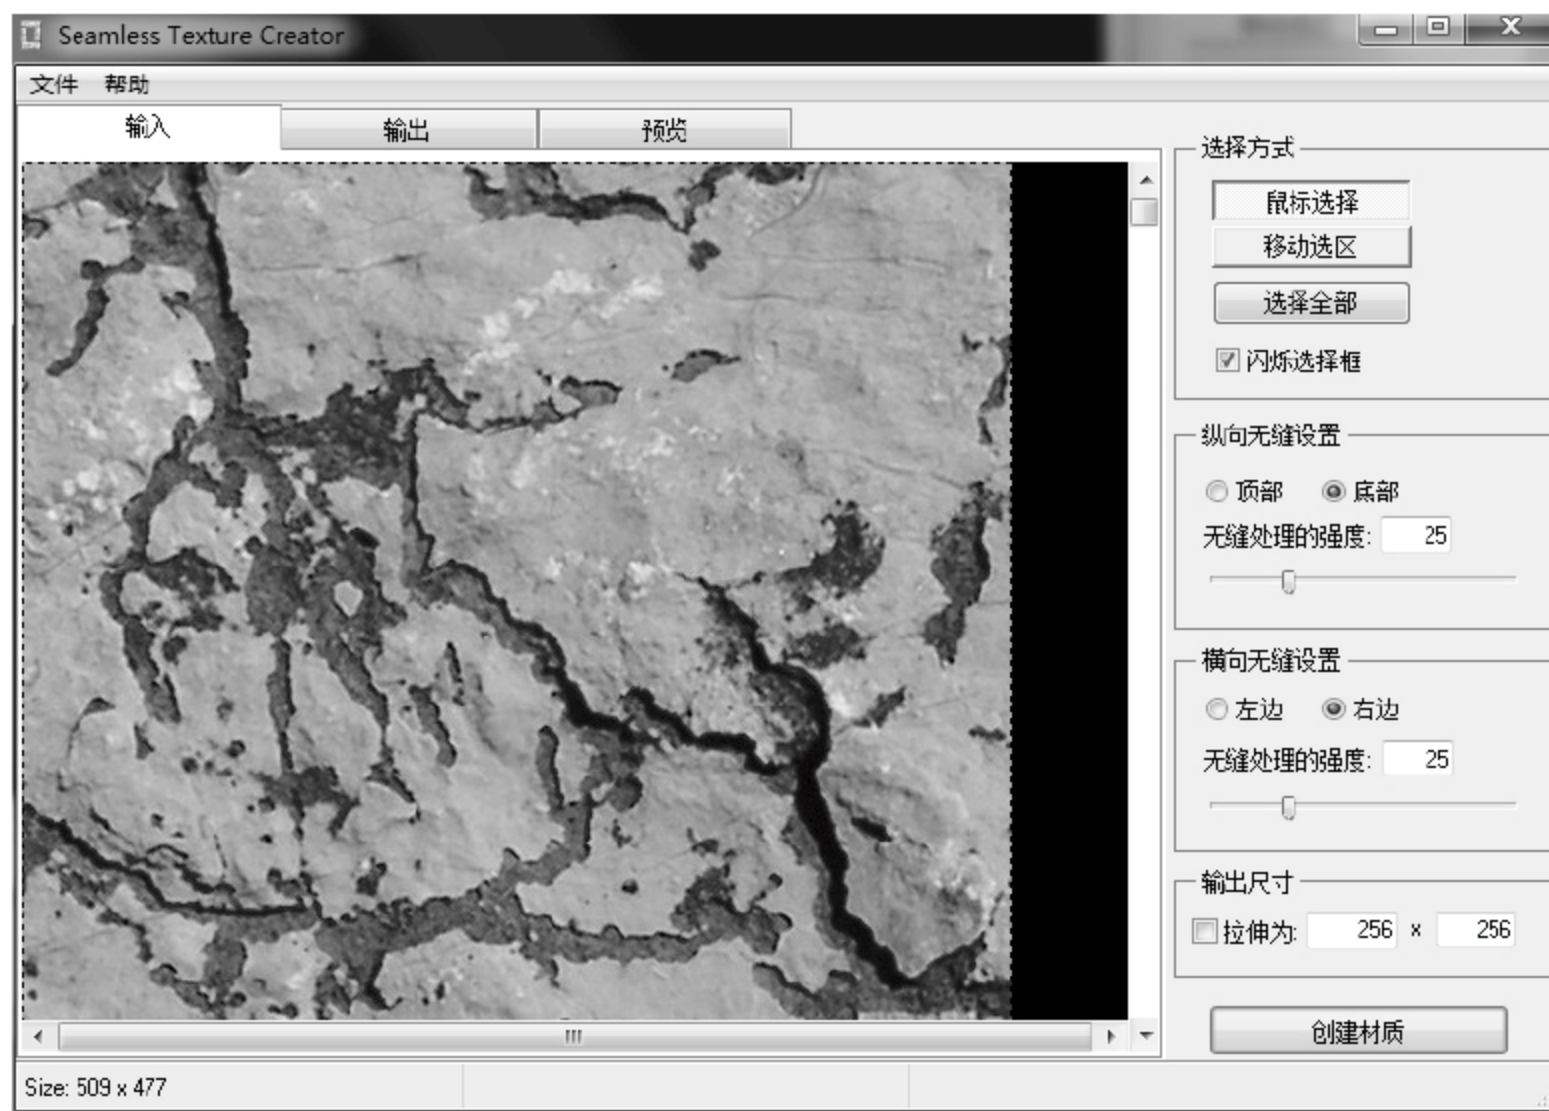 Seamless Texture Creator
文件 帮助
输入 输出 预览
选择方式
鼠标选择
移动选区
选择全部
闪烁选择框
纵向无缝设置
顶部 底部
无缝处理的强度: 25
横向无缝设置
左边 右边
无缝处理的强度: 25
输出尺寸
拉伸为: 256 x 256
创建材质
Size: 509 x 477